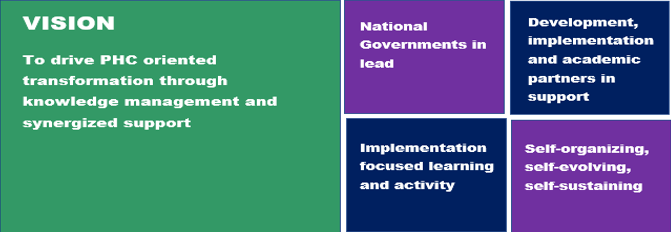 VISION
To drive PHC oriented
transformation through
knowledge management and
synergized support
National
Governments in
lead
Development,
implementation
and academic
partners in
support
Implementation
focused learning
and activity
Self-organizing,
self-evolving,
self-sustaining